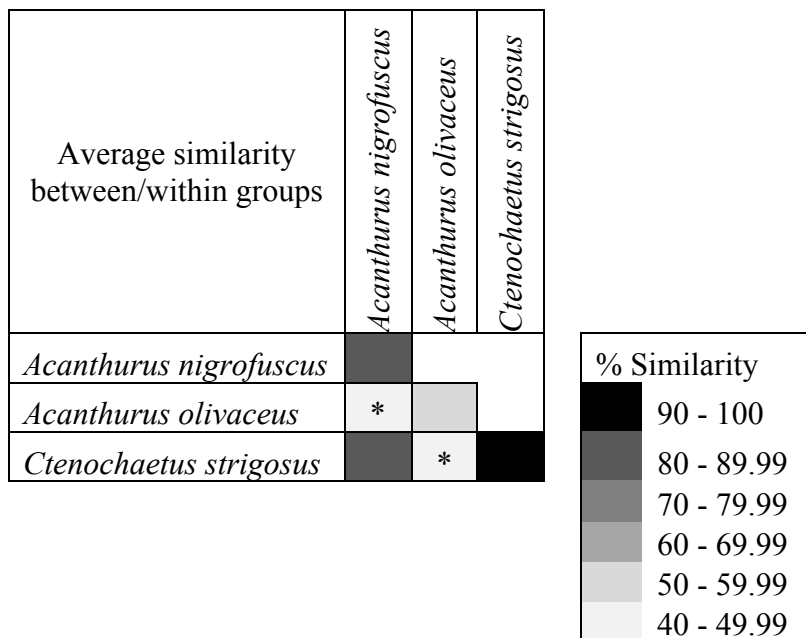 Average similarity
between/within groups
Acanthurus nigrofuscus
Acanthurus olivaceus
Ctenochaetus strigosus
Acanthurus nigrofuscus
Acanthurus olivaceus *
Ctenochaetus strigosus *
% Similarity
90 - 100
80 - 89.99
70 - 79.99
60 - 69.99
50 - 59.99
40 - 49.99